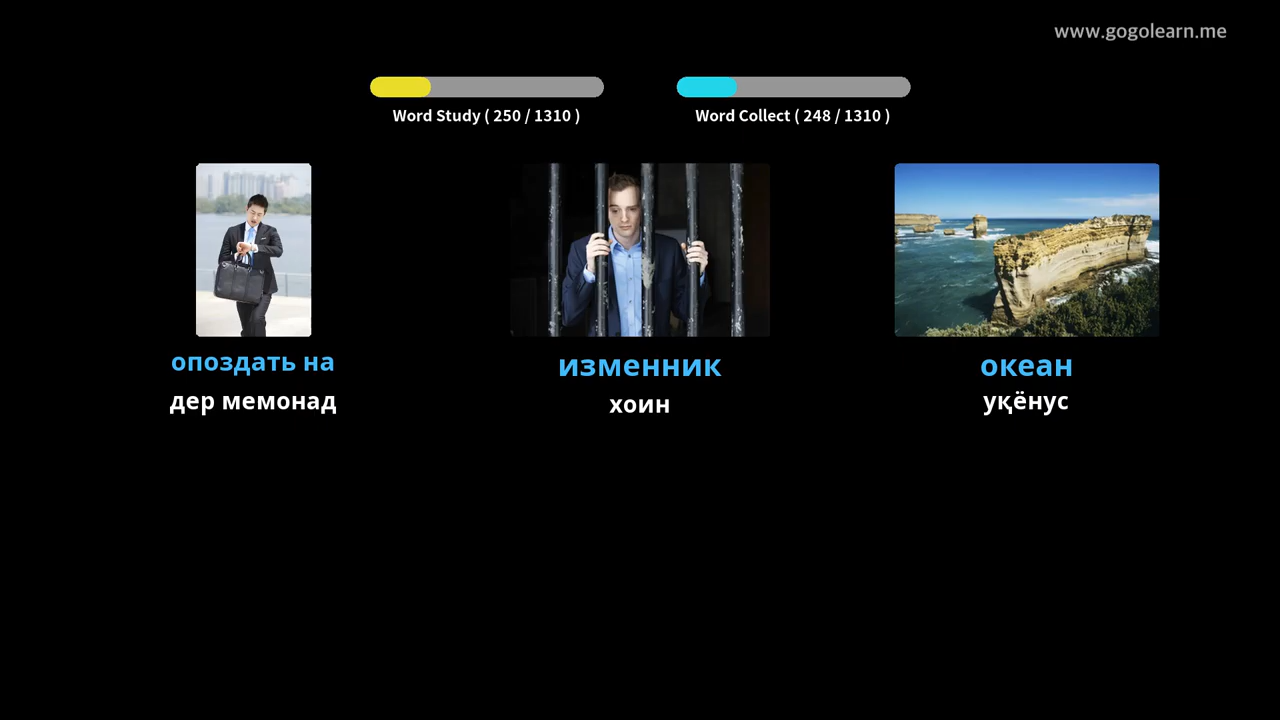 www.gogolearn.me
Word Study ( 250 / 1310 )
Word Collect ( 248 / 1310 )
опоздать на
дер мемонад
изменник
хоин
океан
уқёнус